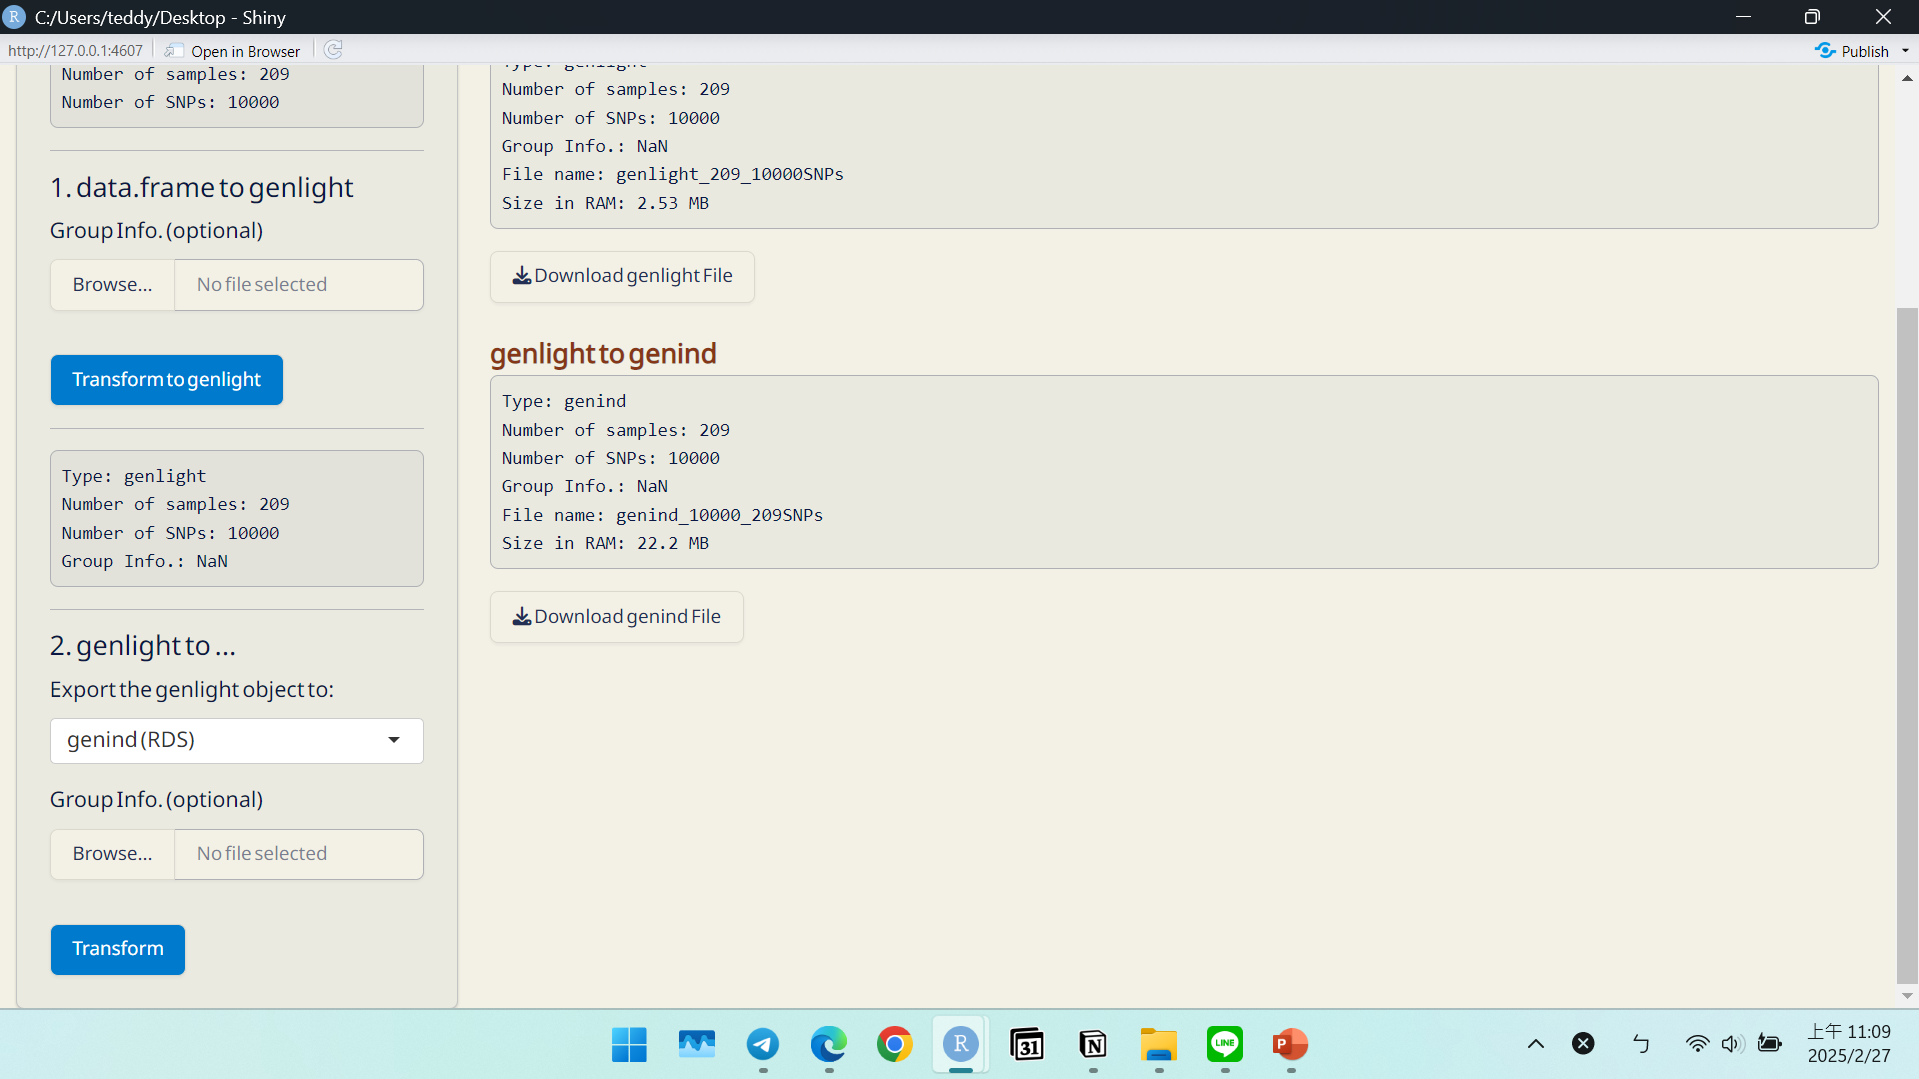 C:/Users/teddy/Desktop - Shiny
http://127.0.0.1:4607
Open in Browser
Publish
Number of samples: 209
Number of SNPs: 10000
1. data.frame to genlight
Group Info. (optional)
Browse...
No file selected
Transform to genlight
Type: genlight
Number of samples: 209
Number of SNPs: 10000
Group Info.: NaN
2. genlight to ...
Export the genlight object to:
genind (RDS)
Group Info. (optional)
Browse...
No file selected
Transform
Type: genlight
Number of samples: 209
Number of SNPs: 10000
Group Info.: NaN
File name: genlight_209_10000SNPs
Size in RAM: 2.53 MB
Download genlight File
genlight to genind
Type: genind
Number of samples: 209
Number of SNPs: 10000
Group Info.: NaN
File name: genind_10000_209SNPs
Size in RAM: 22.2 MB
Download genind File
R
31
N
LINE
P
ㄅ
上午 11:09
2025/2/27